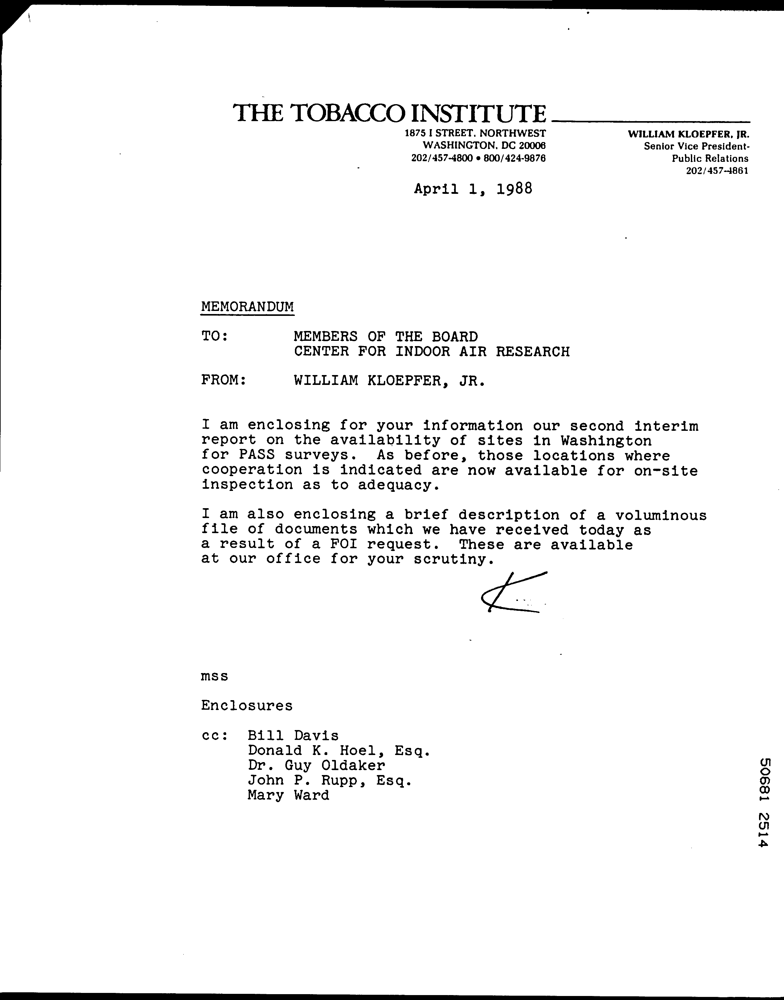 THE TOBACCO INSTITUTE
1875 I STREET, NORTHWEST
WASHINGTON, DC 20006
202/457-4800 • 800/424-9876
WILLIAM KLOEPFER, JR.
Senior Vice President-
Public Relations
202/457-4861
April 1, 1988
MEMORANDUM
TO: MEMBERS OF THE BOARD
CENTER FOR INDOOR AIR RESEARCH
FROM: WILLIAM KLOEPFER, JR.
I am enclosing for your information our second interim
report on the availability of sites in Washington
for PASS surveys. As before, those locations where
cooperation is indicated are now available for on-site
inspection as to adequacy.
I am also enclosing a brief description of a voluminous
file of documents which we have received today as
a result of a FOI request. These are available
at our office for your scrutiny.
K
mss
Enclosures
cc: Bill Davis
Donald K. Hoel, Esq.
Dr. Guy Oldaker
John P. Rupp, Esq.
Mary Ward
50681 2514